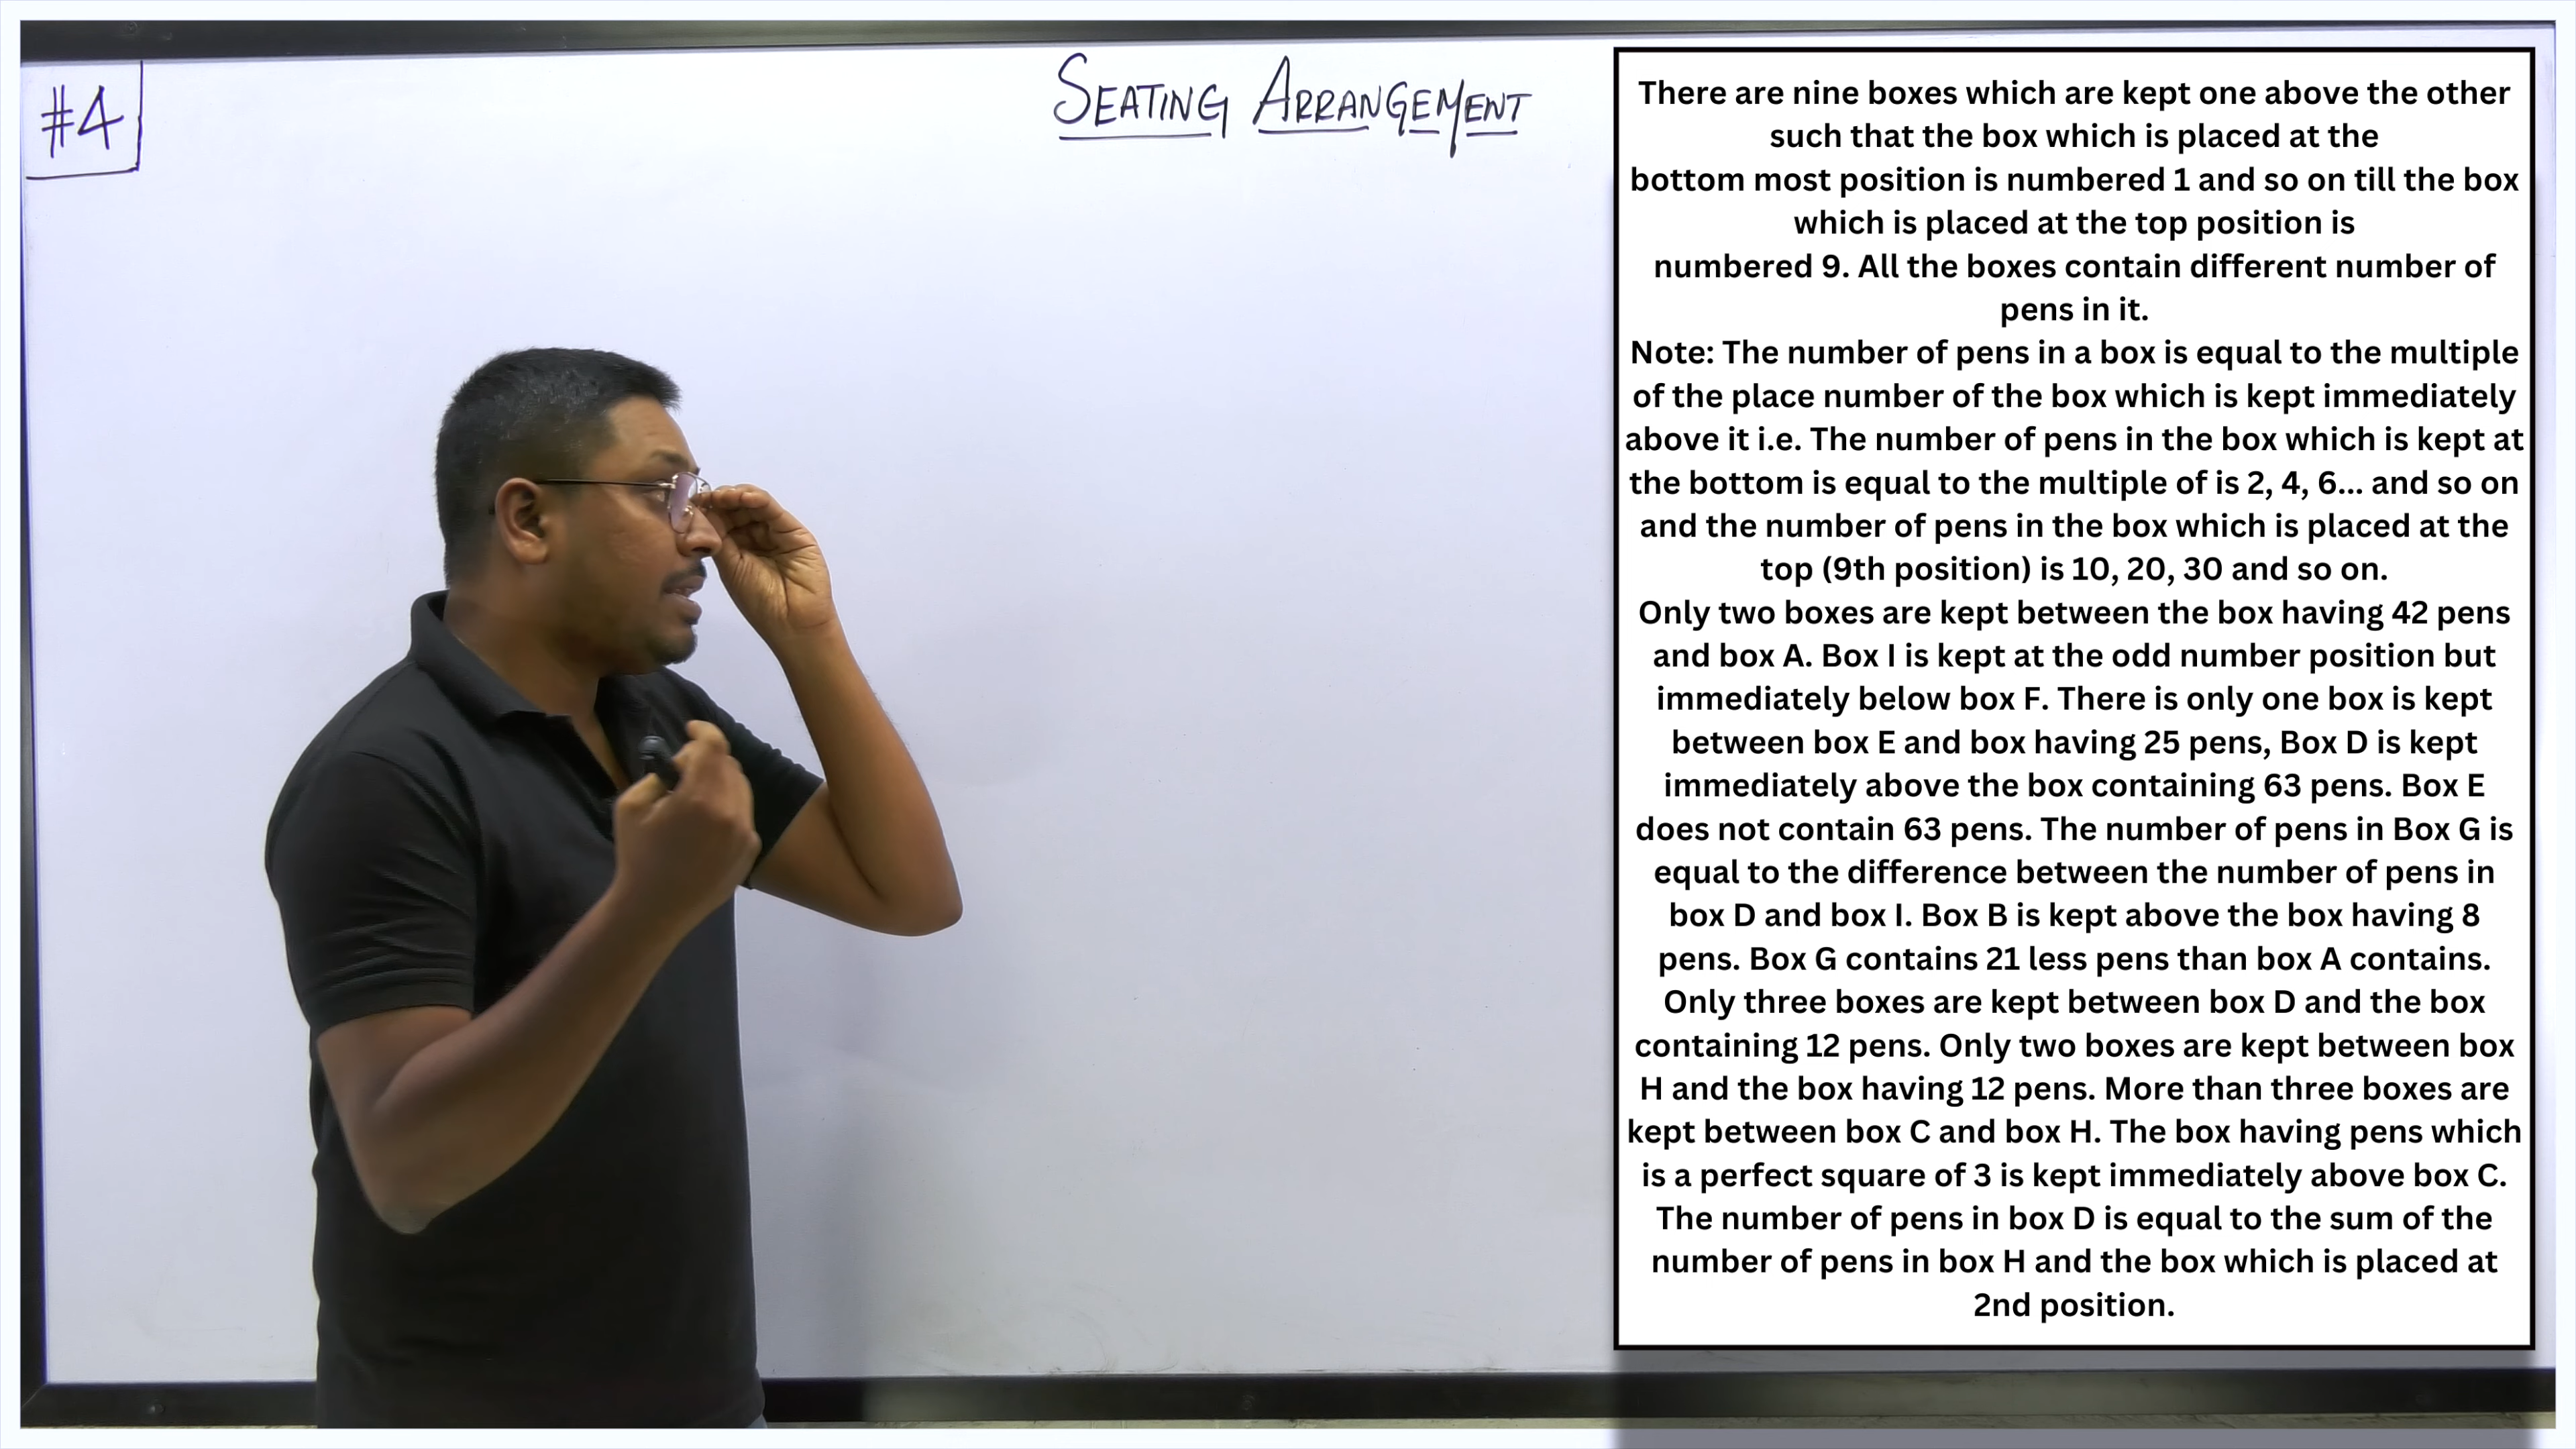 #4
SEATING ARRANGEMENT
There are nine boxes which are kept one above the other
such that the box which is placed at the
bottom most position is numbered 1 and so on till the box
which is placed at the top position is
numbered 9. All the boxes contain different number of
pens in it.
Note: The number of pens in a box is equal to the multiple
of the place number of the box which is kept immediately
above it i.e. The number of pens in the box which is kept at
the bottom is equal to the multiple of is 2, 4, 6... and so on
and the number of pens in the box which is placed at the
top (9th position) is 10, 20, 30 and so on.
Only two boxes are kept between the box having 42 pens
and box A. Box I is kept at the odd number position but
immediately below box F. There is only one box is kept
between box E and box having 25 pens, Box D is kept
immediately above the box containing 63 pens. Box E
does not contain 63 pens. The number of pens in Box G is
equal to the difference between the number of pens in
box D and box I. Box B is kept above the box having 8
pens. Box G contains 21 less pens than box A contains.
Only three boxes are kept between box D and the box
containing 12 pens. Only two boxes are kept between box
H and the box having 12 pens. More than three boxes are
kept between box C and box H. The box having pens which
is a perfect square of 3 is kept immediately above box C.
The number of pens in box D is equal to the sum of the
number of pens in box H and the box which is placed at
2nd position.